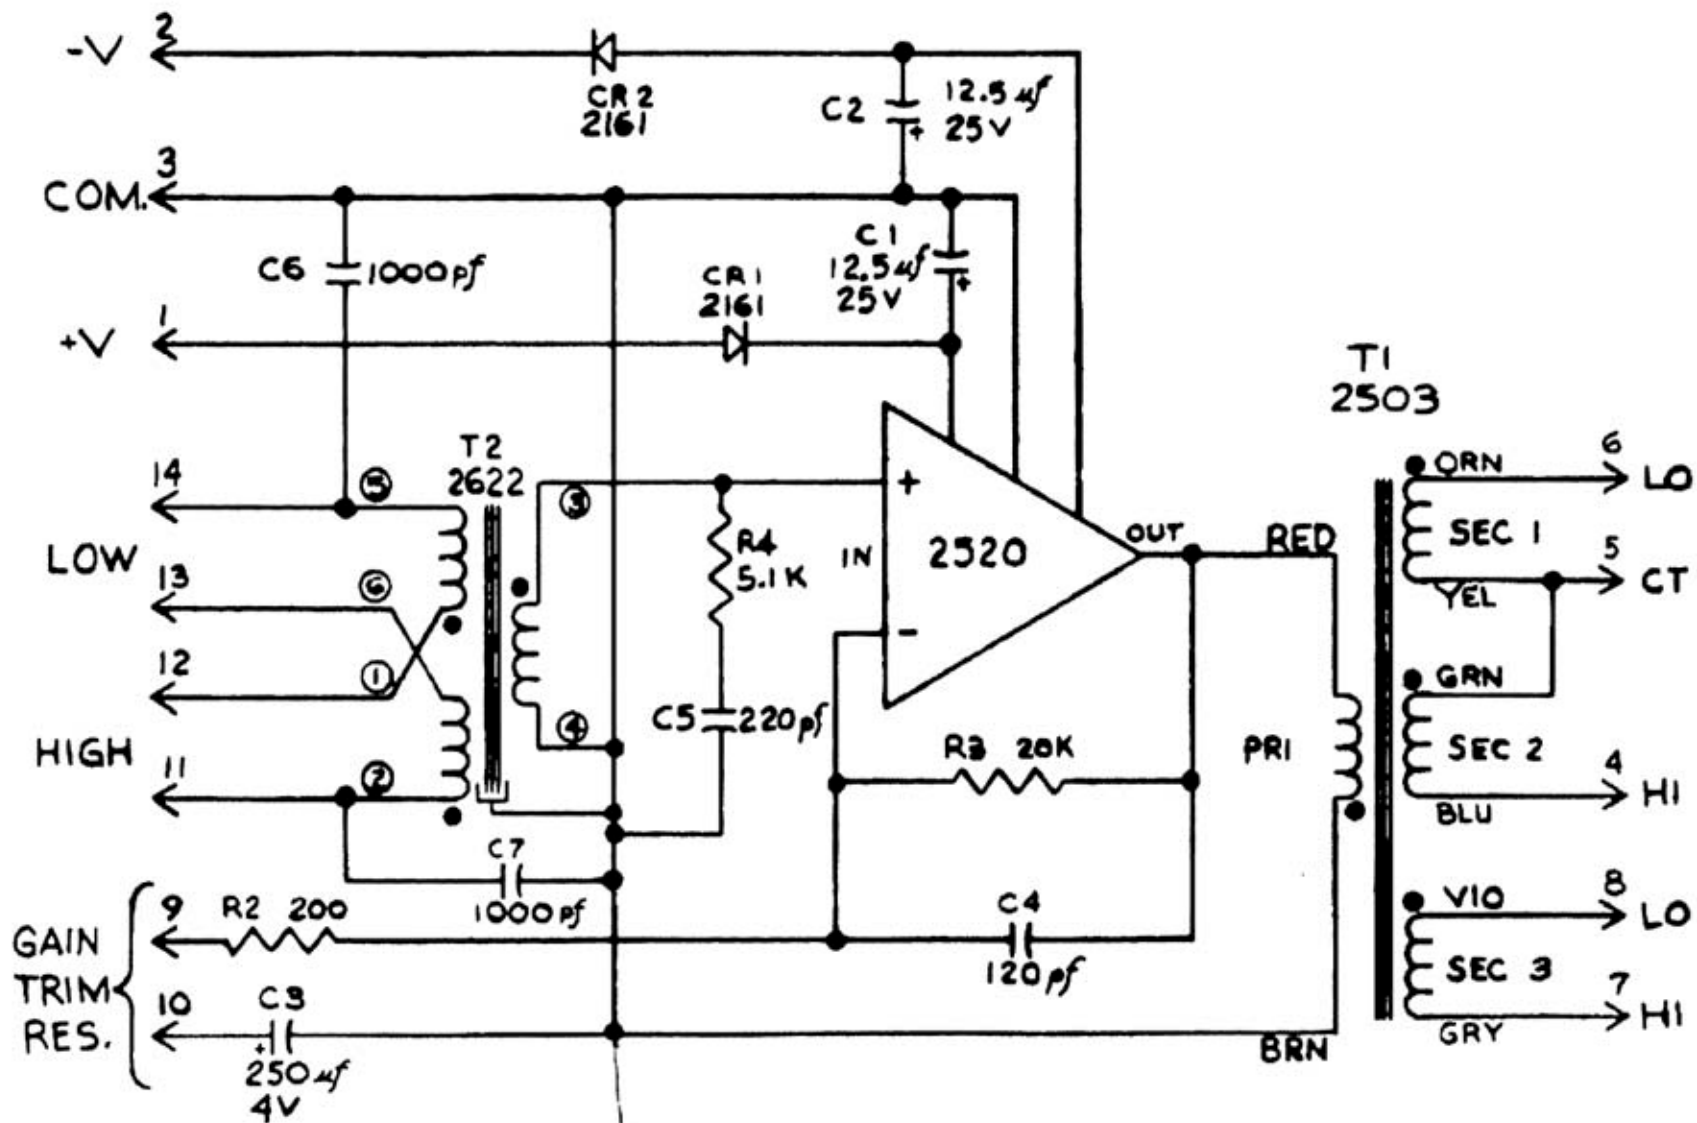 -V
2
CR2
2161
C2
12.5 µf
25V
COM.
3
C6
1000pf
C1
12.5 µf
25V
CR1
2161
+V
1
T1
2503
T2
2622
14
⑤
③
LOW
13
⑥
12
①
HIGH
11
②
④
R4
5.1K
C5
220pf
+
IN
2520
-
OUT
RED
R3 20K
PRI
BRN
C7
1000pf
C4
120pf
GAIN
TRIM
RES.
9
R2 200
10
C3
250 µf
4V
+
+
+
ORN
6
LO
SEC 1
5
YEL
CT
GRN
SEC 2
4
BLU
HI
VIO
8
LO
SEC 3
7
GRY
HI